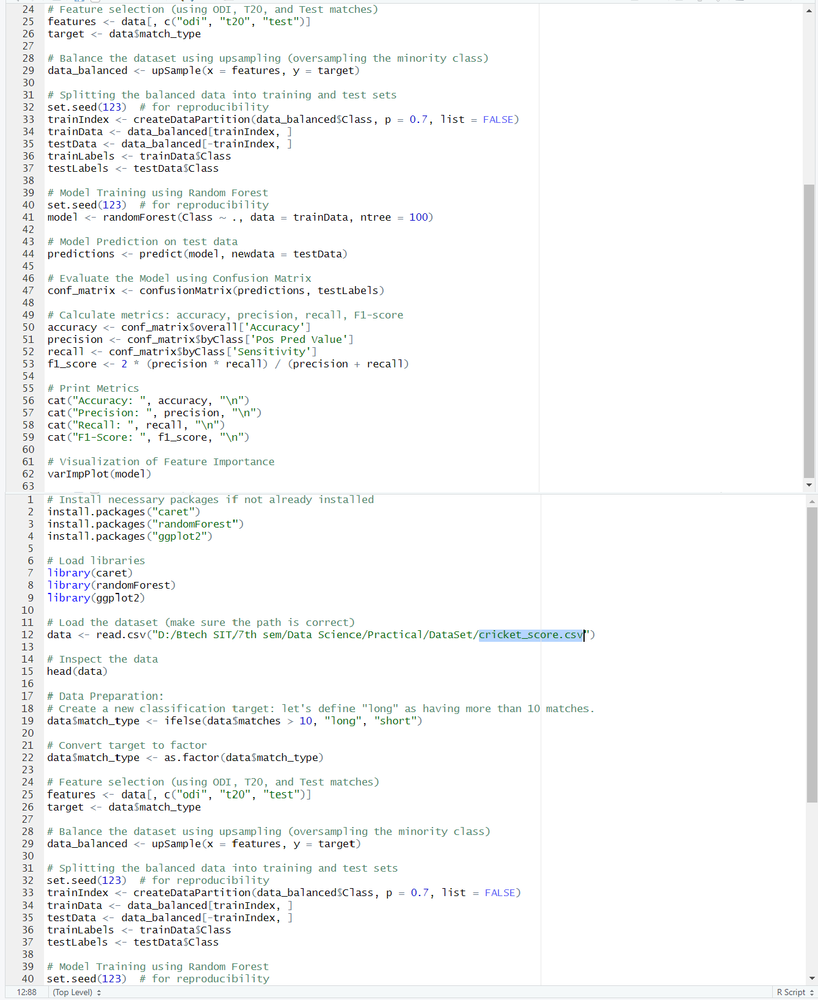 24 # Feature selection (using ODI, T20, and Test matches)
25 features <- data[, c("odi", "t20", "test")]
26 target <- data$match_type
27
28 # Balance the dataset using upsampling (oversampling the minority class)
29 data_balanced <- upSample(x = features, y = target)
30
31 # Splitting the balanced data into training and test sets
32 set.seed(123)  # for reproducibility
33 trainIndex <- createDataPartition(data_balanced$Class, p = 0.7, list = FALSE)
34 trainData <- data_balanced[trainIndex, ]
35 testData <- data_balanced[-trainIndex, ]
36 trainLabels <- trainData$Class
37 testLabels <- testData$Class
38
39 # Model Training using Random Forest
40 set.seed(123)  # for reproducibility
41 model <- randomForest(Class ~ ., data = trainData, ntree = 100)
42
43 # Model Prediction on test data
44 predictions <- predict(model, newdata = testData)
45
46 # Evaluate the Model using Confusion Matrix
47 conf_matrix <- confusionMatrix(predictions, testLabels)
48
49 # Calculate metrics: accuracy, precision, recall, F1-score
50 accuracy <- conf_matrix$overall['Accuracy']
51 precision <- conf_matrix$byClass['Pos Pred Value']
52 recall <- conf_matrix$byClass['Sensitivity']
53 f1_score <- 2 * (precision * recall) / (precision + recall)
54
55 # Print Metrics
56 cat("Accuracy: ", accuracy, "\n")
57 cat("Precision: ", precision, "\n")
58 cat("Recall: ", recall, "\n")
59 cat("F1-Score: ", f1_score, "\n")
60
61 # Visualization of Feature Importance
62 varImpPlot(model)
63
1 # Install necessary packages if not already installed
2 install.packages("caret")
3 install.packages("randomForest")
4 install.packages("ggplot2")
5
6 # Load libraries
7 library(caret)
8 library(randomForest)
9 library(ggplot2)
10
11 # Load the dataset (make sure the path is correct)
12 data <- read.csv("D:/Btech SIT/7th sem/Data Science/Practical/DataSet/cricket_score.csv")
13
14 # Inspect the data
15 head(data)
16
17 # Data Preparation:
18 # Create a new classification target: let's define "long" as having more than 10 matches.
19 data$match_type <- ifelse(data$matches > 10, "long", "short")
20
21 # Convert target to factor
22 data$match_type <- as.factor(data$match_type)
23
24 # Feature selection (using ODI, T20, and Test matches)
25 features <- data[, c("odi", "t20", "test")]
26 target <- data$match_type
27
28 # Balance the dataset using upsampling (oversampling the minority class)
29 data_balanced <- upSample(x = features, y = target)
30
31 # Splitting the balanced data into training and test sets
32 set.seed(123)  # for reproducibility
33 trainIndex <- createDataPartition(data_balanced$Class, p = 0.7, list = FALSE)
34 trainData <- data_balanced[trainIndex, ]
35 testData <- data_balanced[-trainIndex, ]
36 trainLabels <- trainData$Class
37 testLabels <- testData$Class
38
39 # Model Training using Random Forest
40 set.seed(123)  # for reproducibility
12:88 (Top Level) R Script